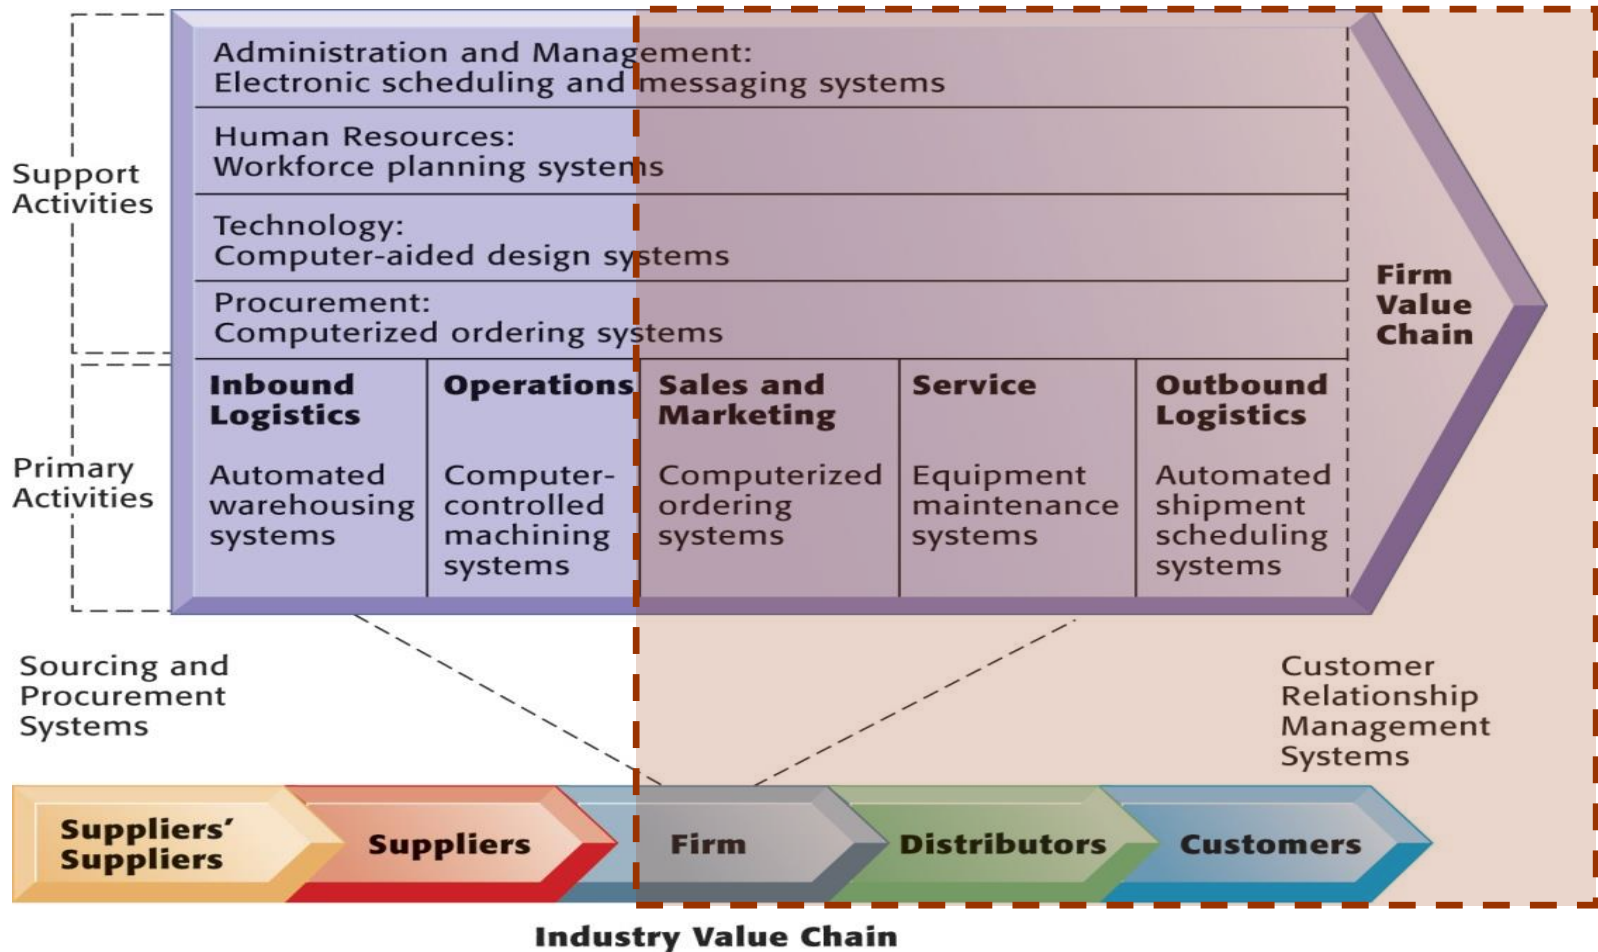 Administration and Management:
Electronic scheduling and messaging systems
Human Resources:
Workforce planning systems
Support
Activities
Technology:
Computer-aided design systems
Procurement:
Computerized ordering systems
Firm
Value
Chain
Primary
Activities
Inbound
Logistics
Automated
warehousing
systems
Operations
Computer-
controlled
machining
systems
Sales and
Marketing
Computerized
ordering
systems
Service
Equipment
maintenance
systems
Outbound
Logistics
Automated
shipment
scheduling
systems
Sourcing and
Procurement
Systems
Customer
Relationship
Management
Systems
Suppliers’
Suppliers
Suppliers
Firm
Distributors
Customers
Industry Value Chain